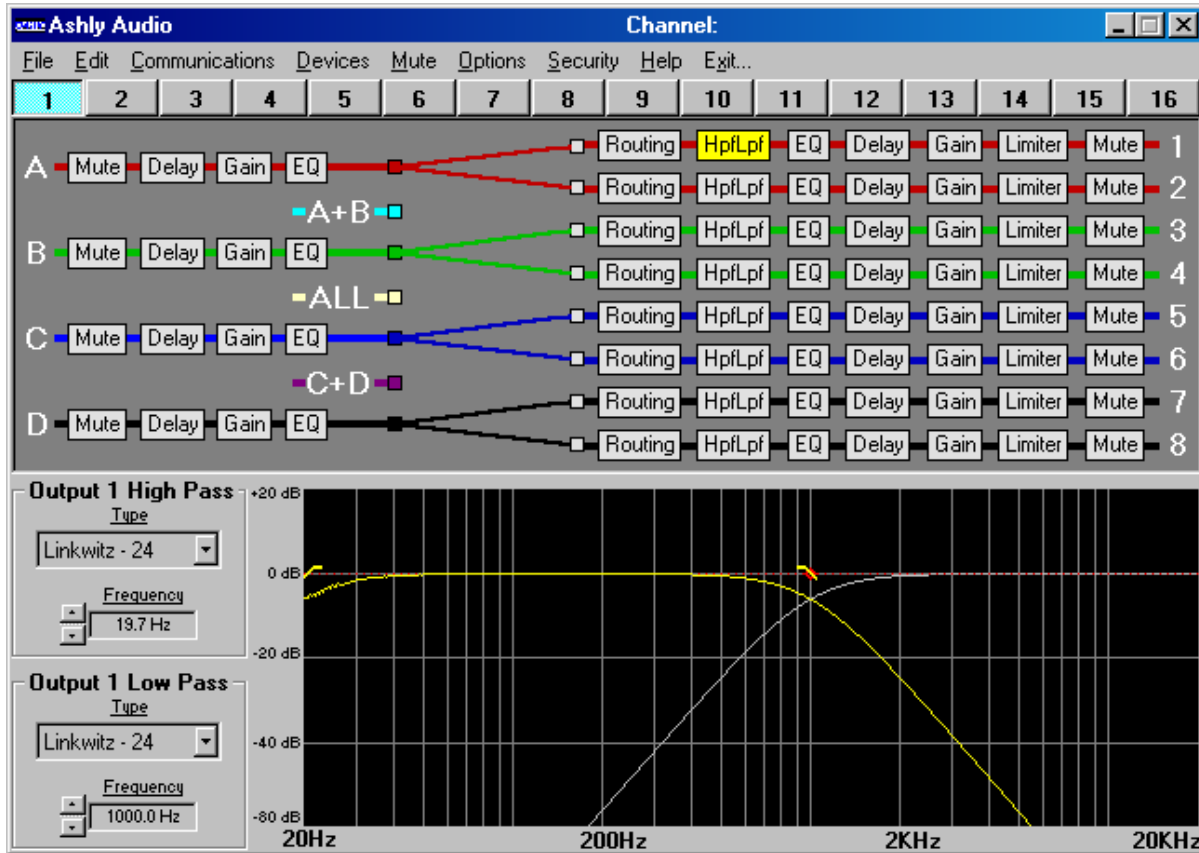 ASHLY Ashly Audio Channel:
File Edit Communications Devices Mute Options Security Help Exit...
1 2 3 4 5 6 7 8 9 10 11 12 13 14 15 16
Routing HpfLpf EQ Delay Gain Limiter Mute 1
A Mute Delay Gain EQ
Routing HpfLpf EQ Delay Gain Limiter Mute 2
A+B
Routing HpfLpf EQ Delay Gain Limiter Mute 3
B Mute Delay Gain EQ
Routing HpfLpf EQ Delay Gain Limiter Mute 4
ALL
Routing HpfLpf EQ Delay Gain Limiter Mute 5
C Mute Delay Gain EQ
Routing HpfLpf EQ Delay Gain Limiter Mute 6
C+D
Routing HpfLpf EQ Delay Gain Limiter Mute 7
D Mute Delay Gain EQ
Routing HpfLpf EQ Delay Gain Limiter Mute 8
Output 1 High Pass
Type
Linkwitz - 24
Frequency
19.7 Hz
Output 1 Low Pass
Type
Linkwitz - 24
Frequency
1000.0 Hz
+20 dB
0 dB
-20 dB
-40 dB
-80 dB
20Hz 200Hz 2KHz 20KHz